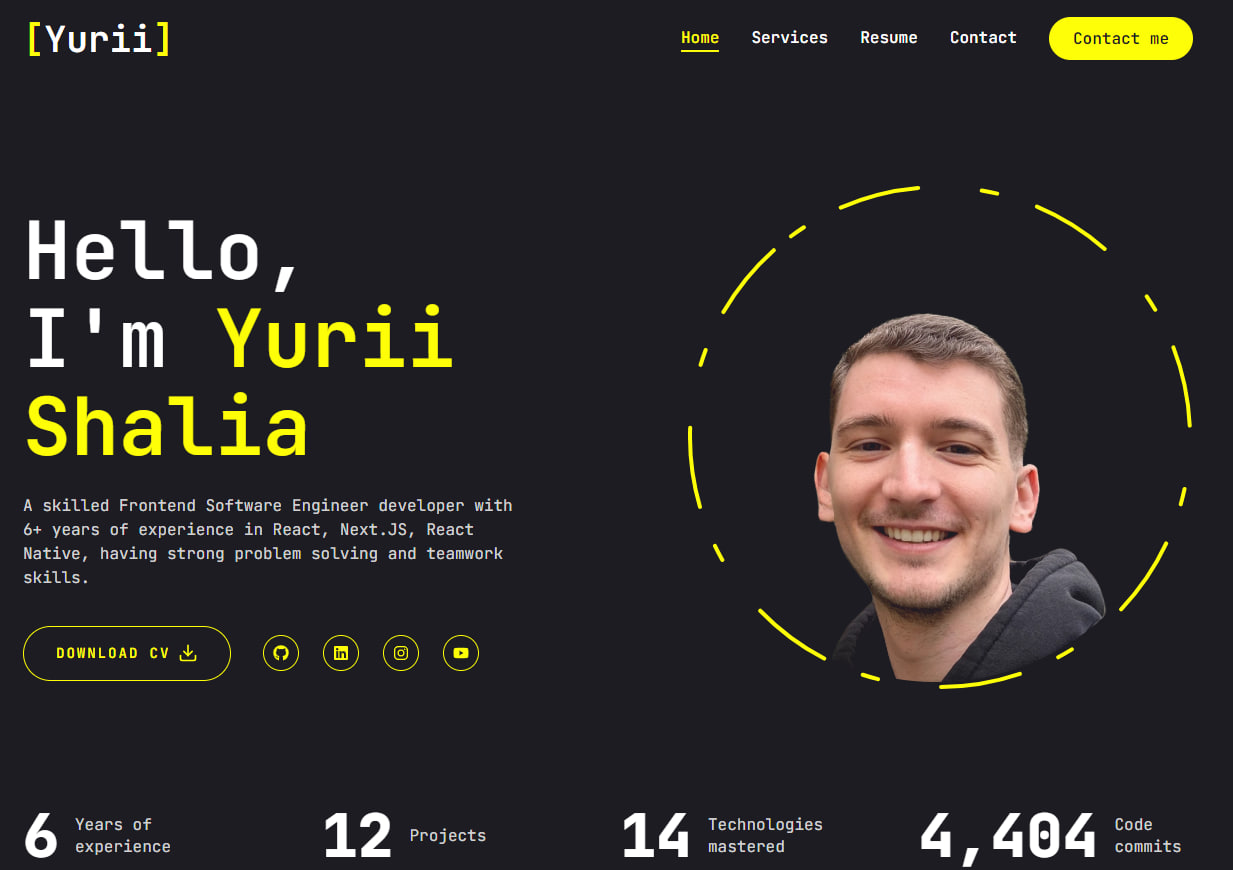 [Yurii]
Home Services Resume Contact Contact me
Hello,
I'm Yurii
Shalia
A skilled Frontend Software Engineer developer with
6+ years of experience in React, Next.JS, React
Native, having strong problem solving and teamwork
skills.
DOWNLOAD CV
6 Years of
experience
12 Projects
14 Technologies
mastered
4,404 Code
commits